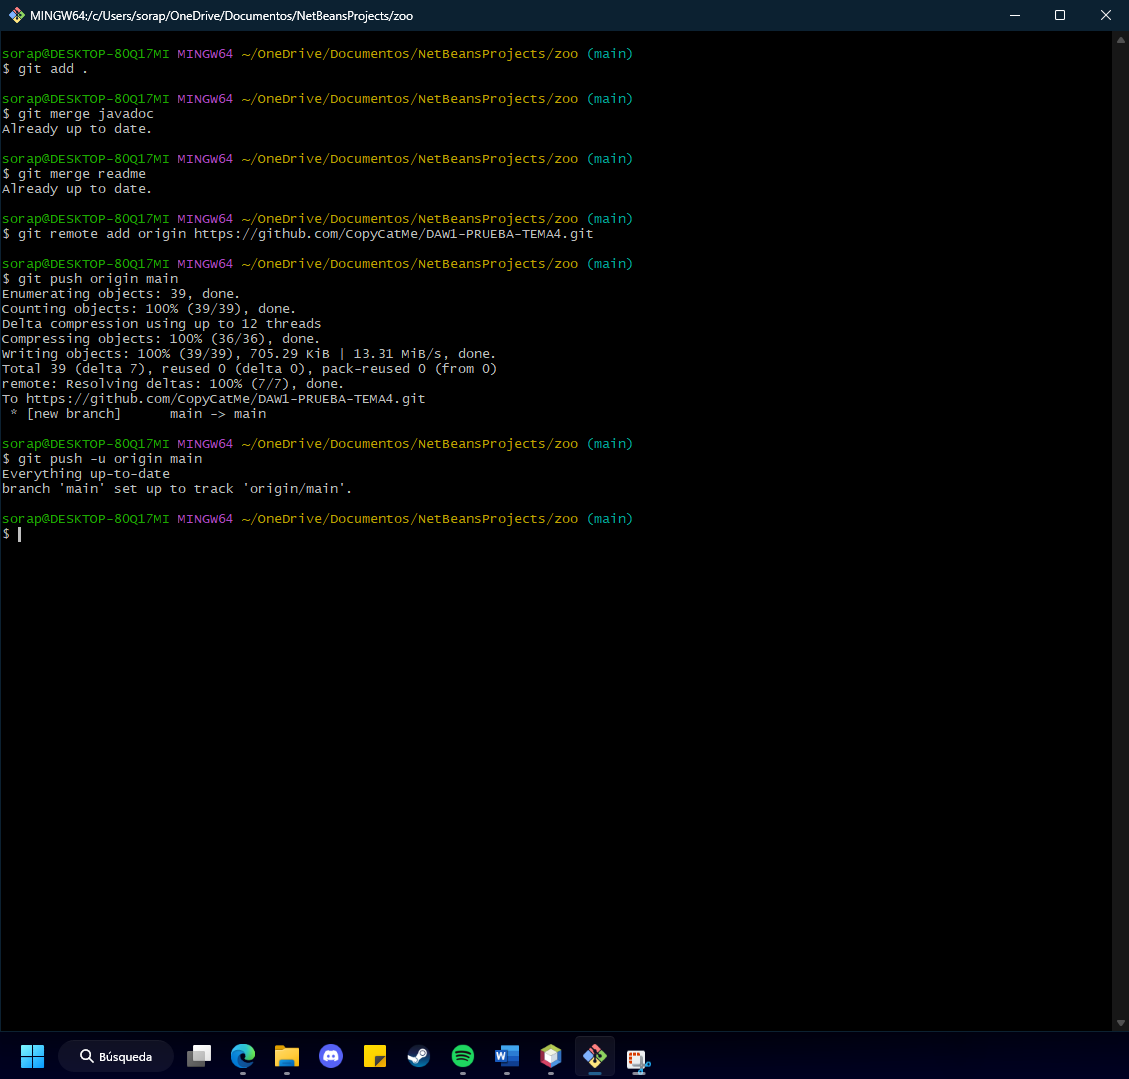 MINGW64:/c/Users/sorap/OneDrive/Documentos/NetBeansProjects/zoo
sorap@DESKTOP-8OQ17MI MINGW64 ~/OneDrive/Documentos/NetBeansProjects/zoo (main)
$ git add .
sorap@DESKTOP-8OQ17MI MINGW64 ~/OneDrive/Documentos/NetBeansProjects/zoo (main)
$ git merge javadoc
Already up to date.
sorap@DESKTOP-8OQ17MI MINGW64 ~/OneDrive/Documentos/NetBeansProjects/zoo (main)
$ git merge readme
Already up to date.
sorap@DESKTOP-8OQ17MI MINGW64 ~/OneDrive/Documentos/NetBeansProjects/zoo (main)
$ git remote add origin https://github.com/CopyCatMe/DAW1-PRUEBA-TEMA4.git
sorap@DESKTOP-8OQ17MI MINGW64 ~/OneDrive/Documentos/NetBeansProjects/zoo (main)
$ git push origin main
Enumerating objects: 39, done.
Counting objects: 100% (39/39), done.
Delta compression using up to 12 threads
Compressing objects: 100% (36/36), done.
Writing objects: 100% (39/39), 705.29 KiB | 13.31 MiB/s, done.
Total 39 (delta 7), reused 0 (delta 0), pack-reused 0 (from 0)
remote: Resolving deltas: 100% (7/7), done.
To https://github.com/CopyCatMe/DAW1-PRUEBA-TEMA4.git
 * [new branch]      main -> main
sorap@DESKTOP-8OQ17MI MINGW64 ~/OneDrive/Documentos/NetBeansProjects/zoo (main)
$ git push -u origin main
Everything up-to-date
branch 'main' set up to track 'origin/main'.
sorap@DESKTOP-8OQ17MI MINGW64 ~/OneDrive/Documentos/NetBeansProjects/zoo (main)
$
Búsqueda